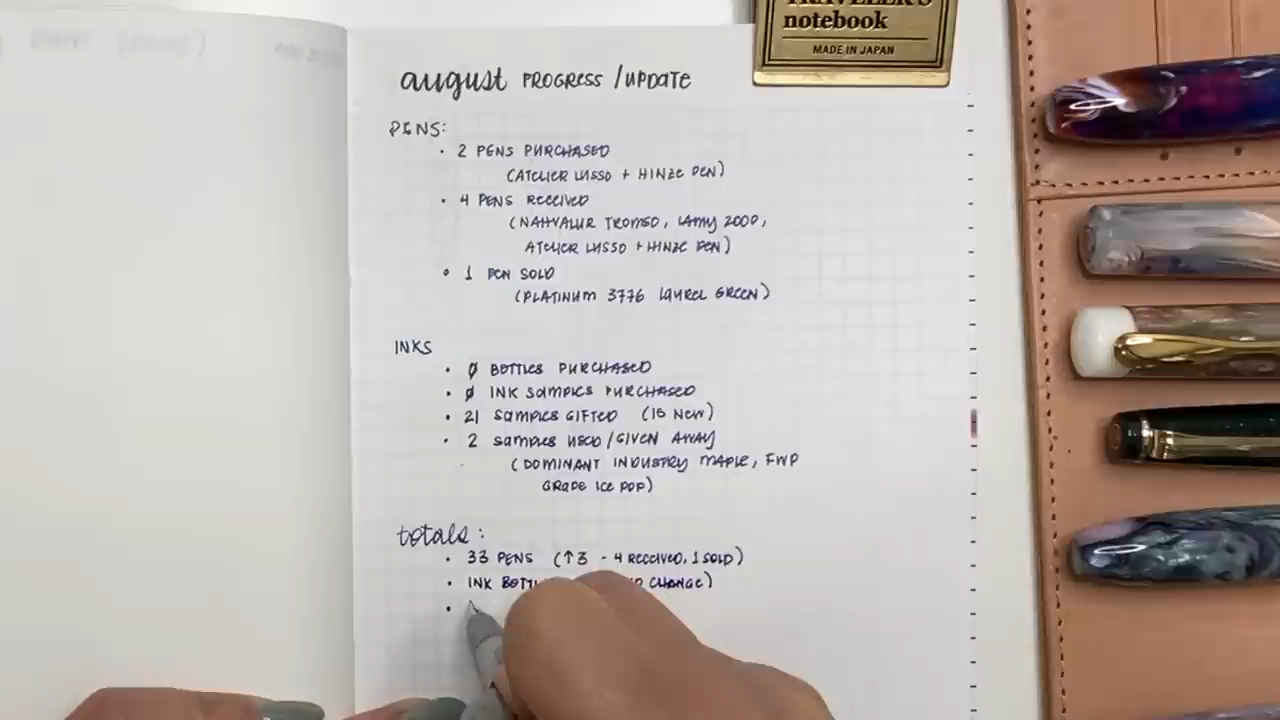 TRAVELER'S
notebook
MADE IN JAPAN
august PROGRESS / UPDATE
PENS:
• 2 PENS PURCHASED
(ATELIER LUSSO + HINZE PEN)
• 4 PENS RECEIVED
(NAHVALUR TROMSO, LAMY 2000,
ATELIER LUSSO + HINZE PEN)
• 1 PEN SOLD
(PLATINUM 3776 LAUREL GREEN)
INKS
• 0 BOTTLES PURCHASED
• 0 INK SAMPLES PURCHASED
• 21 SAMPLES GIFTED (15 NEW)
• 2 SAMPLES USED/GIVEN AWAY
(DOMINANT INDUSTRY MAPLE, FWP
GRAPE ICE POP)
totals:
• 33 PENS (↑3 - 4 RECEIVED, 1 SOLD)
• INK CHANGE)
•